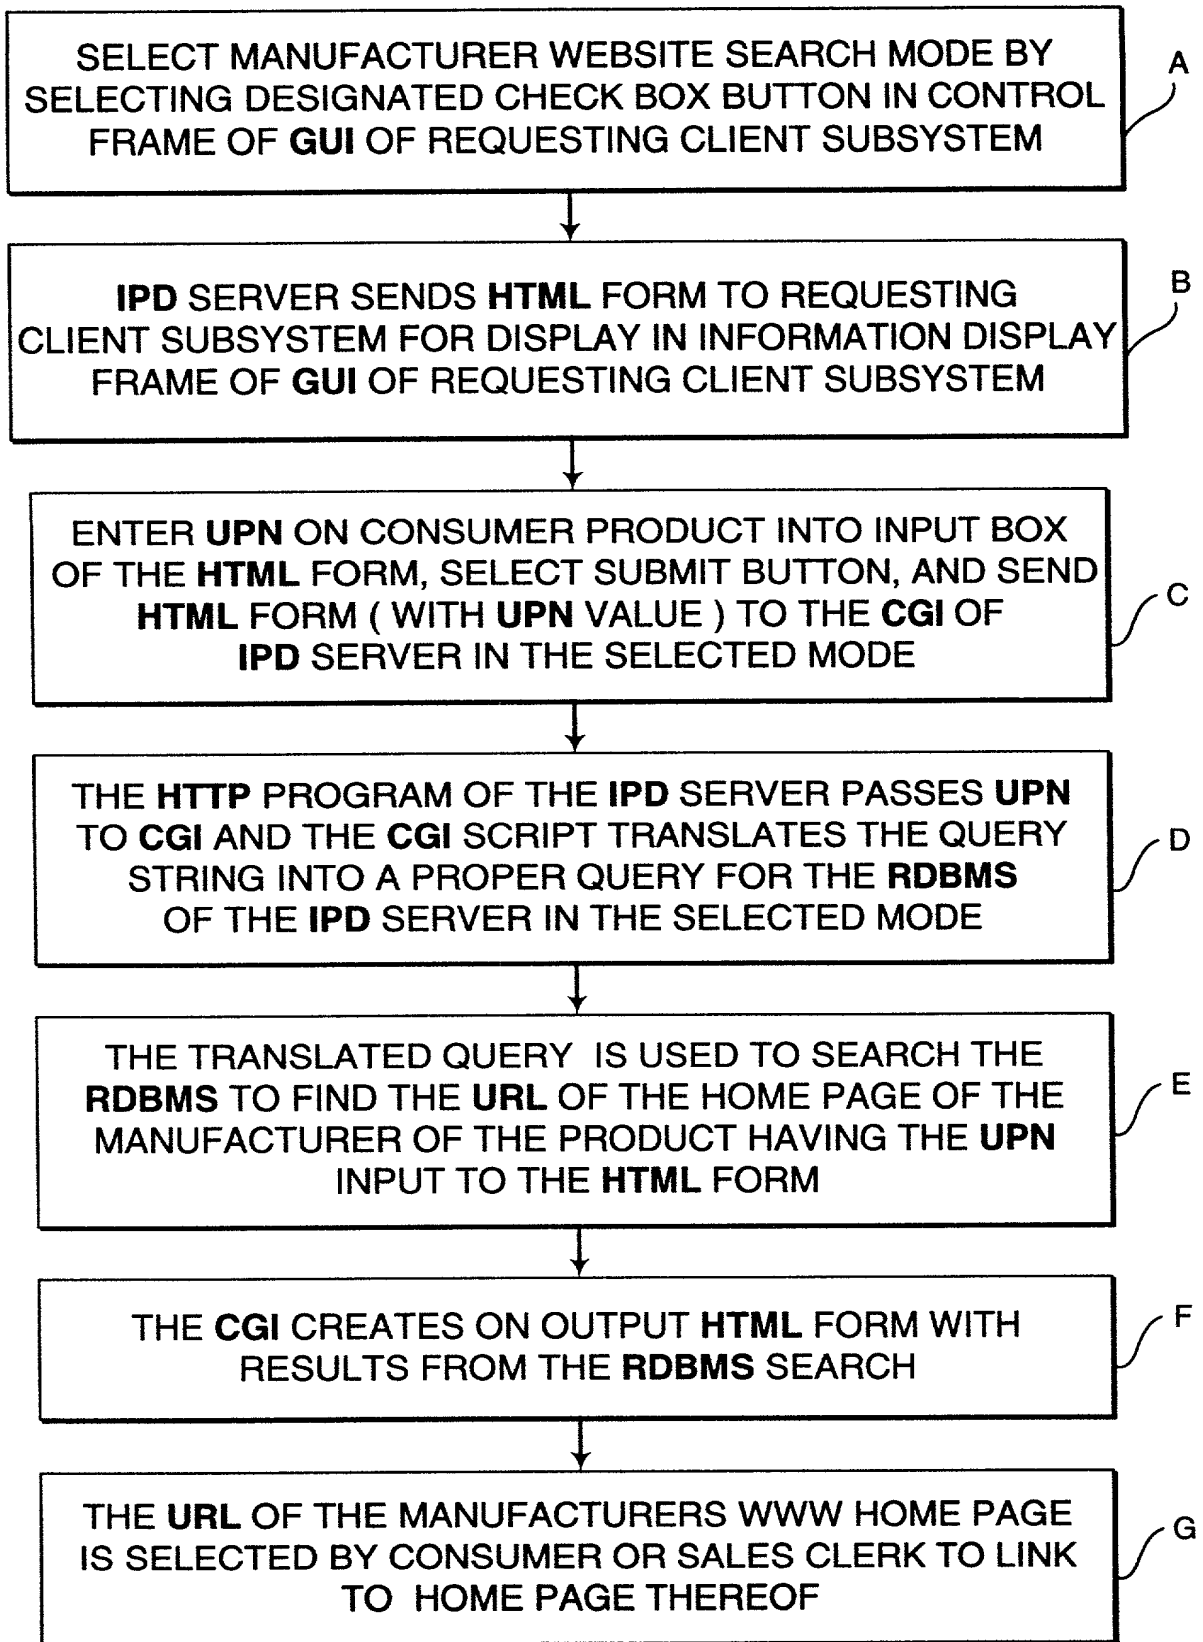 SELECT MANUFACTURER WEBSITE SEARCH MODE BY
SELECTING DESIGNATED CHECK BOX BUTTON IN CONTROL
FRAME OF GUI OF REQUESTING CLIENT SUBSYSTEM
A
IPD SERVER SENDS HTML FORM TO REQUESTING
CLIENT SUBSYSTEM FOR DISPLAY IN INFORMATION DISPLAY
FRAME OF GUI OF REQUESTING CLIENT SUBSYSTEM
B
ENTER UPN ON CONSUMER PRODUCT INTO INPUT BOX
OF THE HTML FORM, SELECT SUBMIT BUTTON, AND SEND
HTML FORM ( WITH UPN VALUE ) TO THE CGI OF
IPD SERVER IN THE SELECTED MODE
C
THE HTTP PROGRAM OF THE IPD SERVER PASSES UPN
TO CGI AND THE CGI SCRIPT TRANSLATES THE QUERY
STRING INTO A PROPER QUERY FOR THE RDBMS
OF THE IPD SERVER IN THE SELECTED MODE
D
THE TRANSLATED QUERY IS USED TO SEARCH THE
RDBMS TO FIND THE URL OF THE HOME PAGE OF THE
MANUFACTURER OF THE PRODUCT HAVING THE UPN
INPUT TO THE HTML FORM
E
THE CGI CREATES ON OUTPUT HTML FORM WITH
RESULTS FROM THE RDBMS SEARCH
F
THE URL OF THE MANUFACTURERS WWW HOME PAGE
IS SELECTED BY CONSUMER OR SALES CLERK TO LINK
TO HOME PAGE THEREOF
G